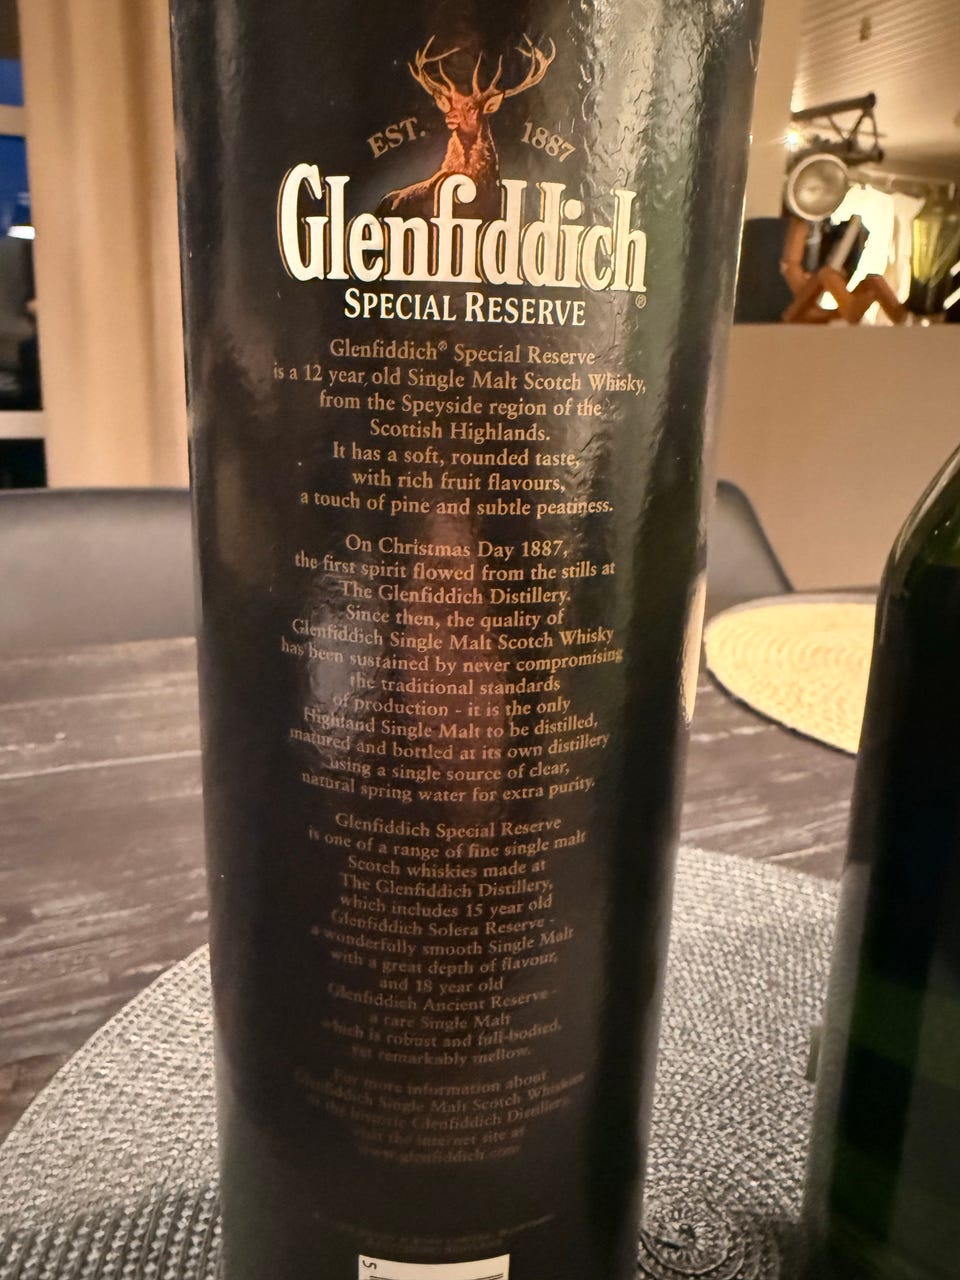 EST. 1887
Glenfiddich
®
SPECIAL RESERVE
Glenfiddich® Special Reserve
is a 12 year old Single Malt Scotch Whisky,
from the Speyside region of the
Scottish Highlands.
It has a soft, rounded taste,
with rich fruit flavours,
a touch of pine and subtle peatiness.
On Christmas Day 1887,
the first spirit flowed from the stills at
The Glenfiddich Distillery.
Since then, the quality of
Glenfiddich Single Malt Scotch Whisky
has been sustained by never compromising
the traditional standards
of production - it is the only
Highland Single Malt to be distilled,
matured and bottled at its own distillery
using a single source of clear,
natural spring water for extra purity.
Glenfiddich Special Reserve
is one of a range of fine single malt
Scotch whiskies made at
The Glenfiddich Distillery,
which includes 15 year old
Glenfiddich Solera Reserve -
a wonderfully smooth Single Malt
with a great depth of flavour,
and 18 year old
Glenfiddich Ancient Reserve -
a rare Single Malt
which is robust and full-bodied,
yet remarkably mellow.
For more information about
Glenfiddich Single Malt Scotch Whiskies
or the historic Glenfiddich Distillery,
visit the internet site at
www.glenfiddich.com
5